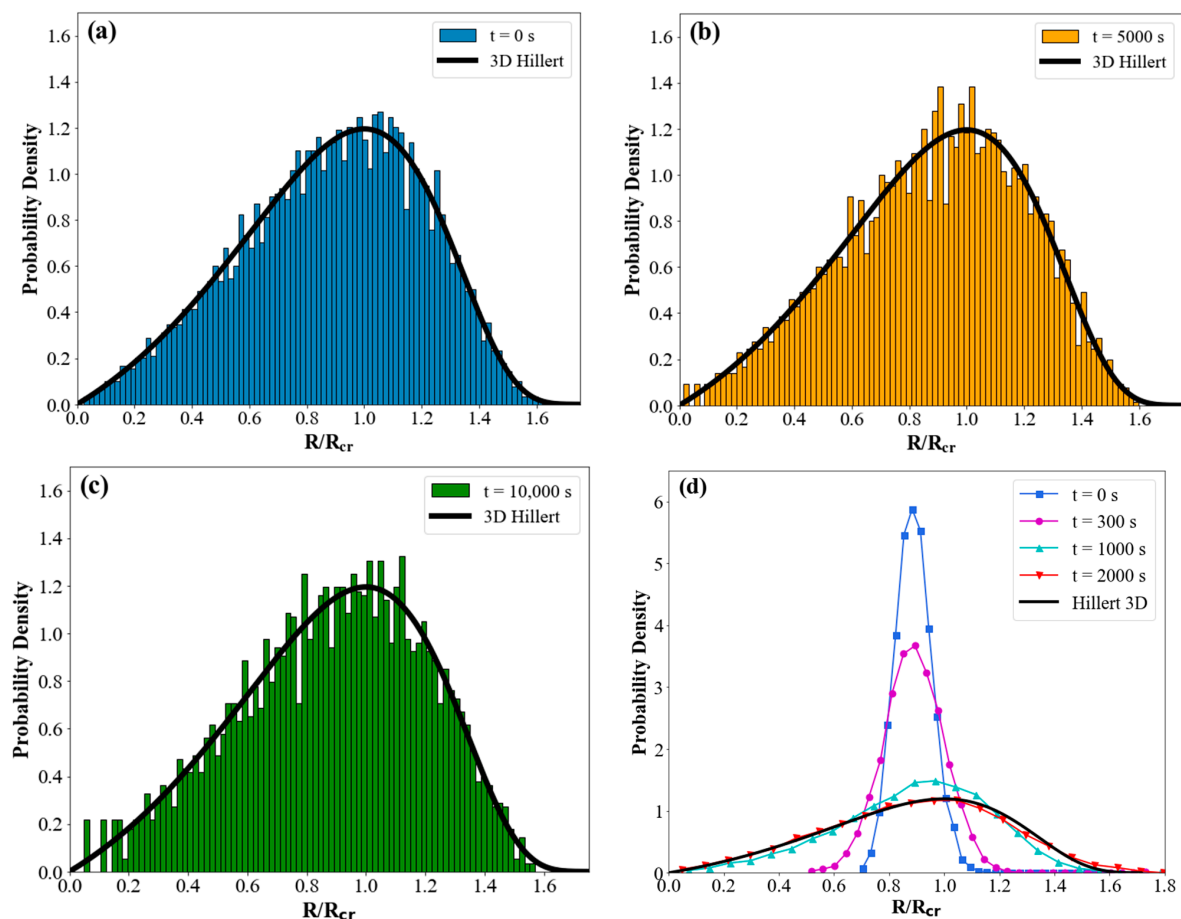 (a)
t = 0 s
3D Hillert
Probability Density
1.6
1.4
1.2
1.0
0.8
0.6
0.4
0.2
0.0
0.0 0.2 0.4 0.6 0.8 1.0 1.2 1.4 1.6
R/Rcr
(b)
t = 5000 s
3D Hillert
Probability Density
1.6
1.4
1.2
1.0
0.8
0.6
0.4
0.2
0.0
0.0 0.2 0.4 0.6 0.8 1.0 1.2 1.4 1.6
R/Rcr
(c)
t = 10,000 s
3D Hillert
Probability Density
1.6
1.4
1.2
1.0
0.8
0.6
0.4
0.2
0.0
0.0 0.2 0.4 0.6 0.8 1.0 1.2 1.4 1.6
R/Rcr
(d)
t = 0 s
t = 300 s
t = 1000 s
t = 2000 s
Hillert 3D
Probability Density
6
5
4
3
2
1
0
0.0 0.2 0.4 0.6 0.8 1.0 1.2 1.4 1.6 1.8
R/Rcr